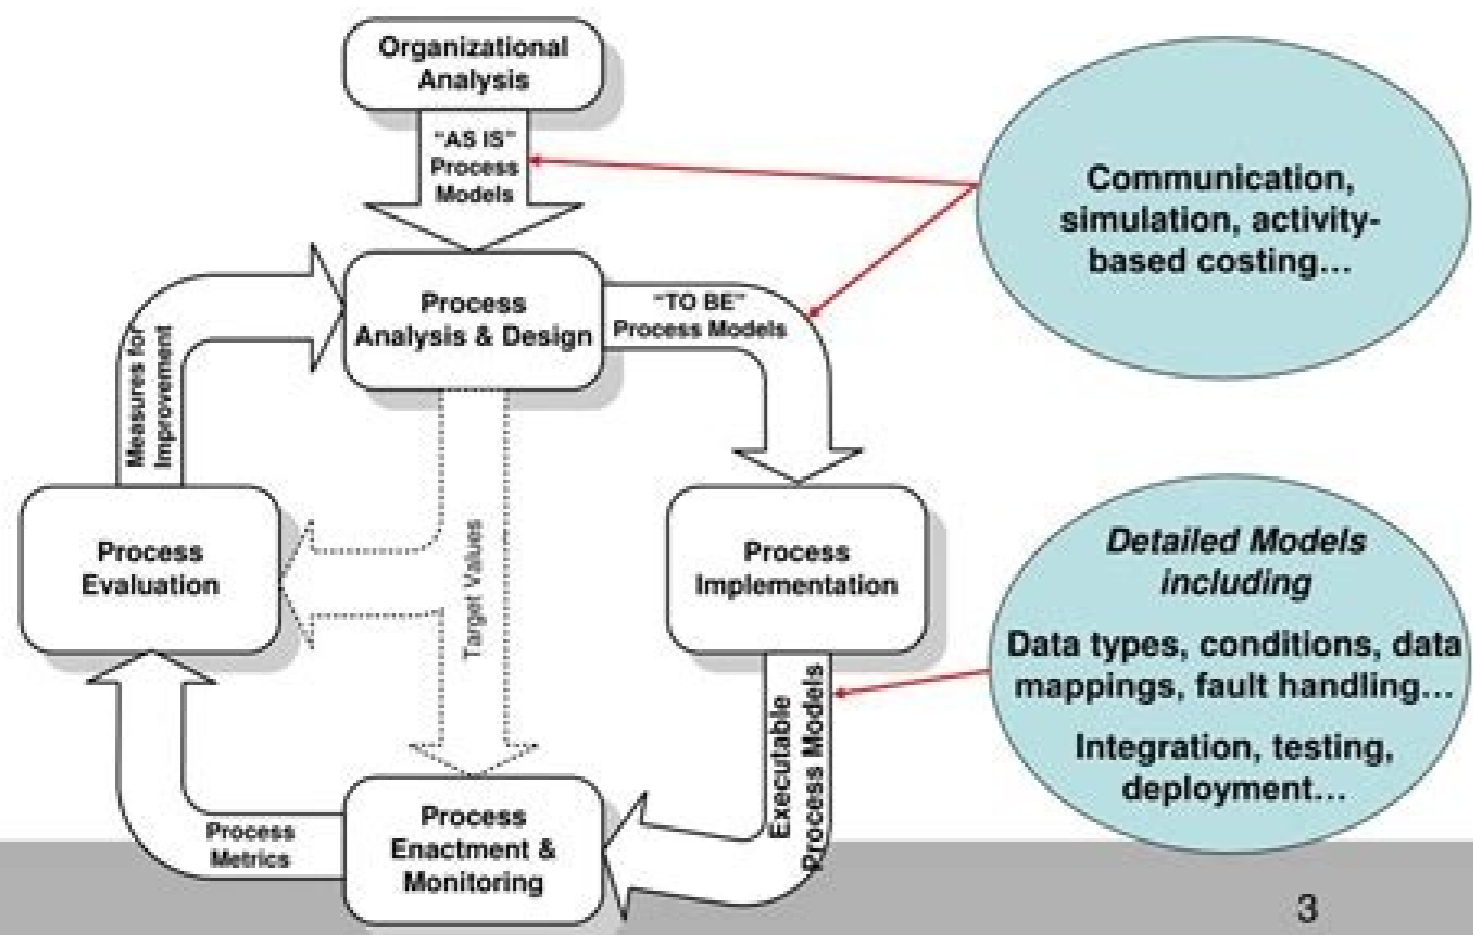 Organizational
Analysis
“AS IS”
Process
Models
Communication,
simulation, activity-
based costing…
Process
Analysis & Design
“TO BE”
Process Models
Measures for
Improvement
Process
Evaluation
Target Values
Process
Implementation
Detailed Models
including
Data types, conditions, data
mappings, fault handling…
Integration, testing,
deployment…
Executable
Process Models
Process
Metrics
Process
Enactment &
Monitoring
3